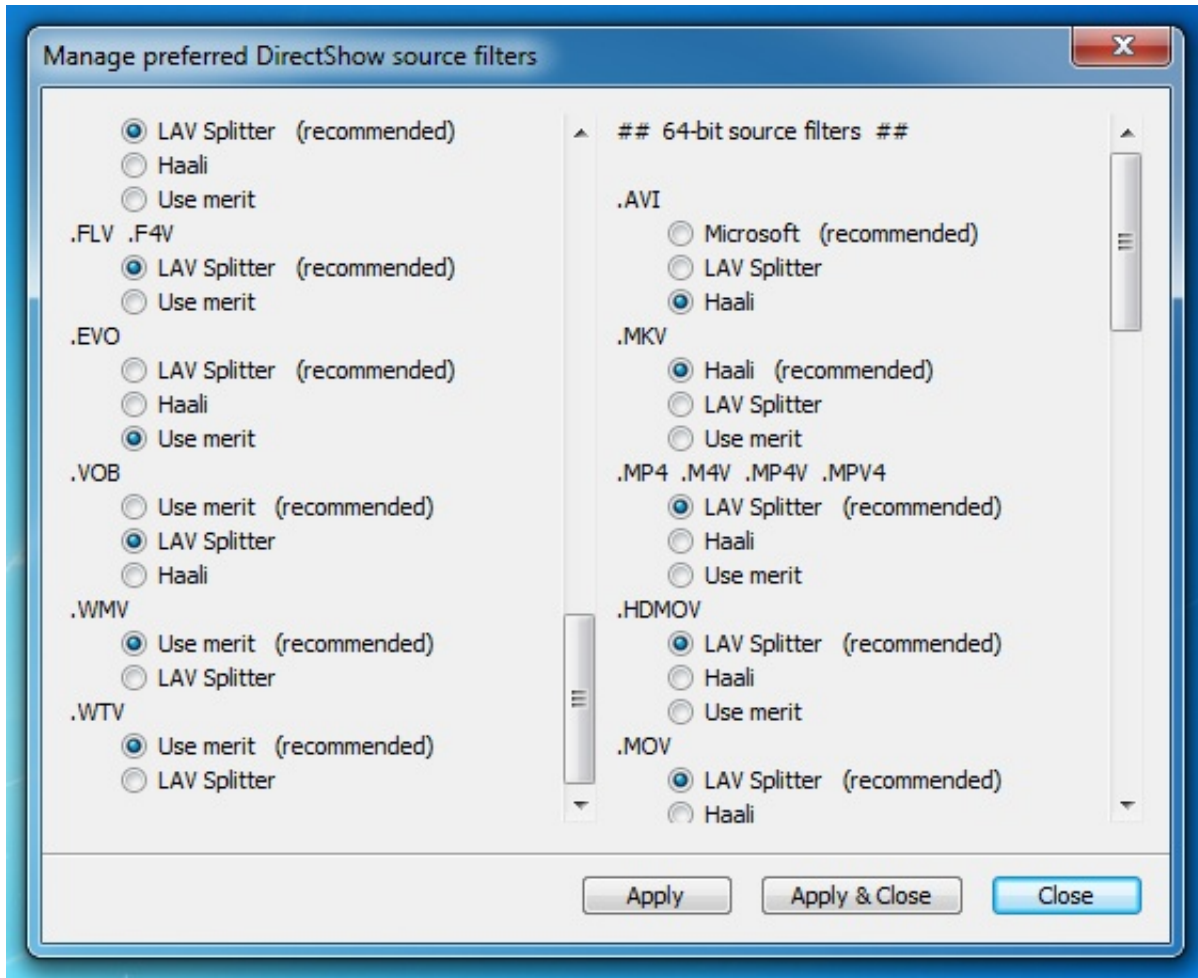 Manage preferred DirectShow source filters
LAV Splitter (recommended)
Haali
Use merit
.FLV .F4V
LAV Splitter (recommended)
Use merit
.EVO
LAV Splitter (recommended)
Haali
Use merit
.VOB
Use merit (recommended)
LAV Splitter
Haali
.WMV
Use merit (recommended)
LAV Splitter
.WTV
Use merit (recommended)
LAV Splitter
## 64-bit source filters ##
.AVI
Microsoft (recommended)
LAV Splitter
Haali
.MKV
Haali (recommended)
LAV Splitter
Use merit
.MP4 .M4V .MP4V .MPV4
LAV Splitter (recommended)
Haali
Use merit
.HDMOV
LAV Splitter (recommended)
Haali
Use merit
.MOV
LAV Splitter (recommended)
Haali
Apply
Apply & Close
Close